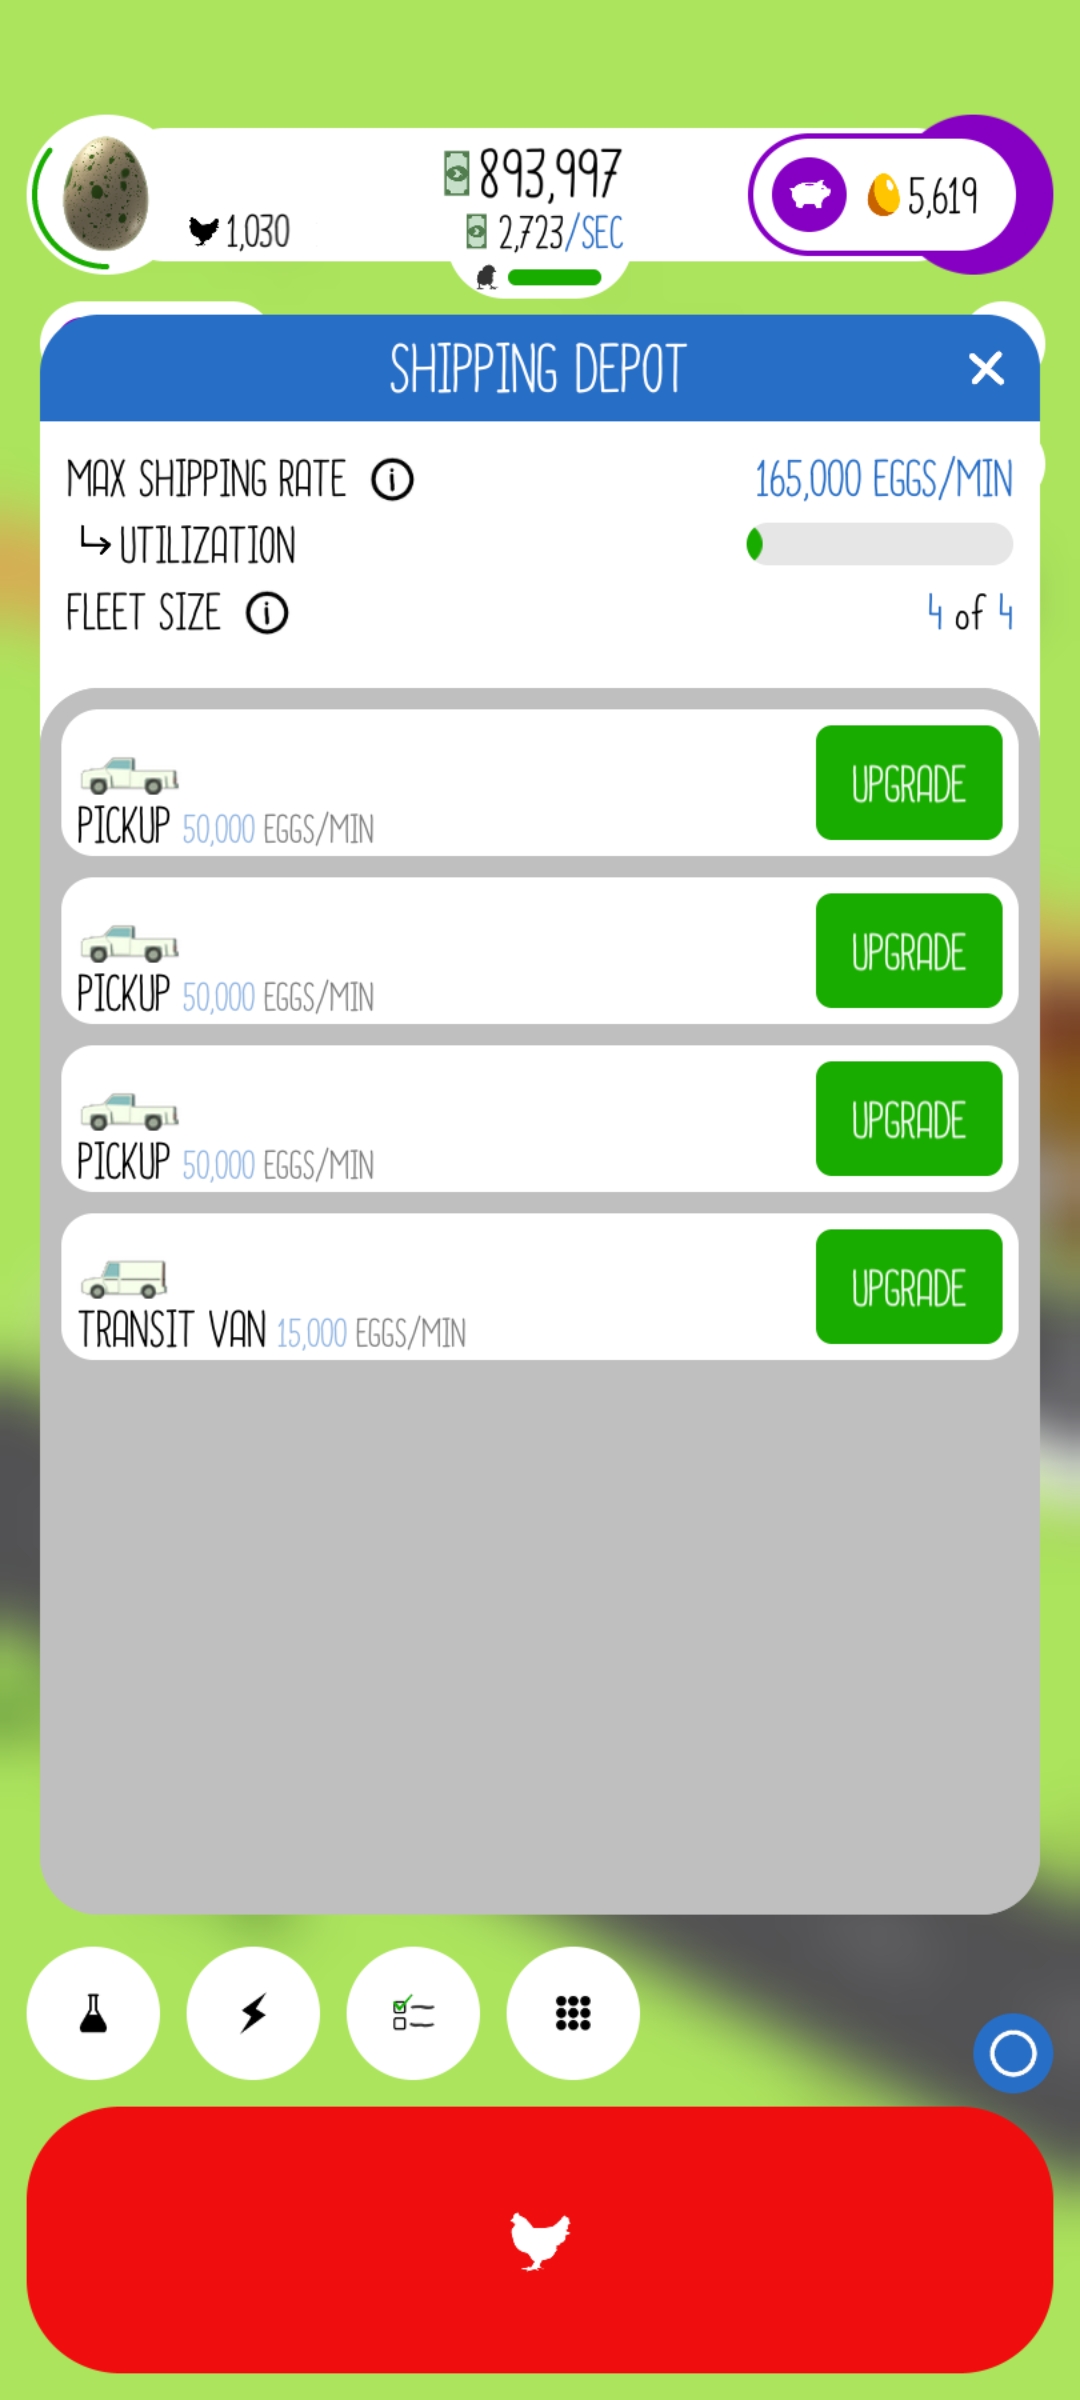 893,997
1,030
2,723/SEC
5,619
SHIPPING DEPOT
MAX SHIPPING RATE
165,000 EGGS/MIN
UTILIZATION
FLEET SIZE
4 of 4
PICKUP 50,000 EGGS/MIN
UPGRADE
PICKUP 50,000 EGGS/MIN
UPGRADE
PICKUP 50,000 EGGS/MIN
UPGRADE
TRANSIT VAN 15,000 EGGS/MIN
UPGRADE